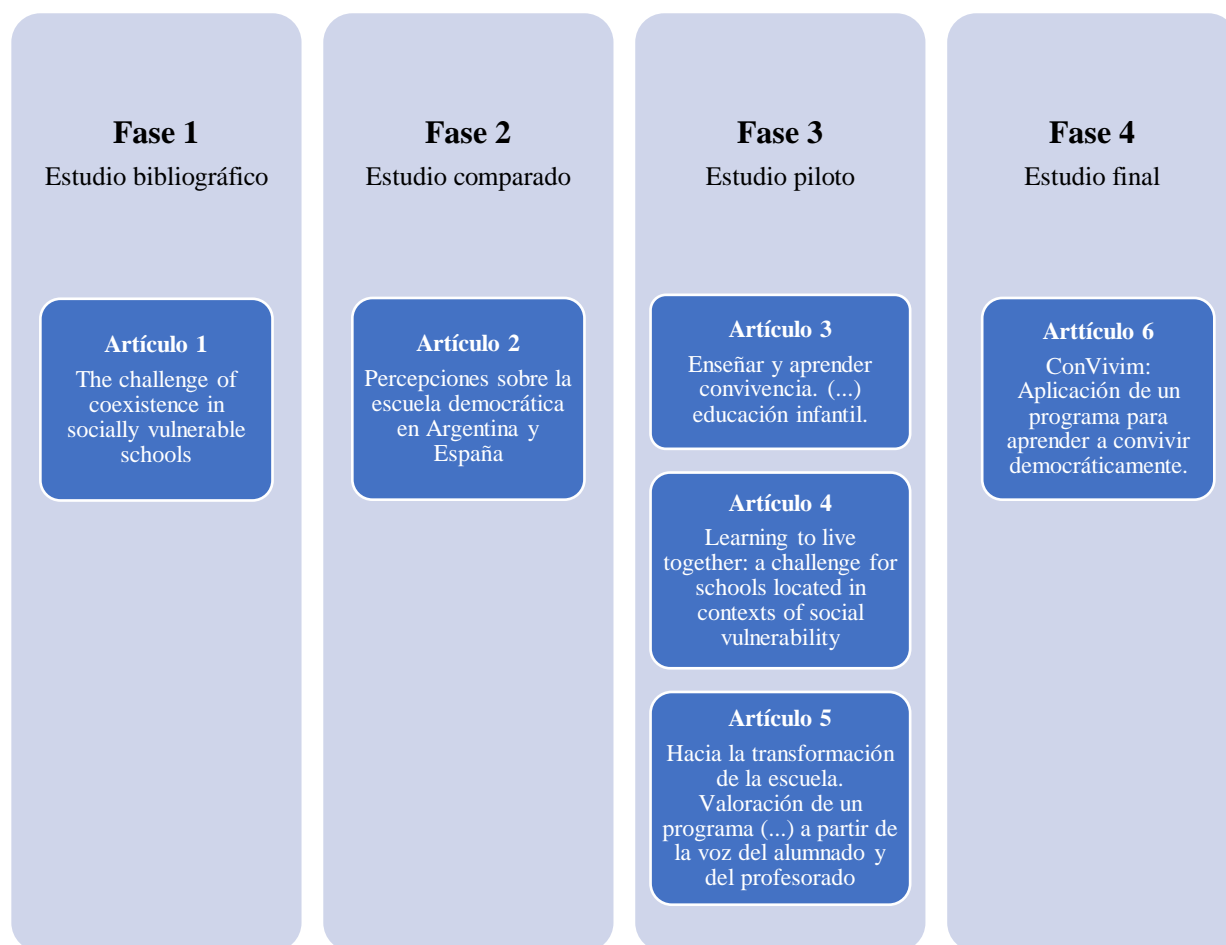 Fase 1
Estudio bibliográfico
Artículo 1
The challenge of
coexistence in
socially vulnerable
schools
Fase 2
Estudio comparado
Artículo 2
Percepciones sobre la
escuela democrática
en Argentina y
España
Fase 3
Estudio piloto
Artículo 3
Enseñar y aprender
convivencia. (...)
educación infantil.
Artículo 4
Learning to live
together: a challenge for
schools located in
contexts of social
vulnerability
Artículo 5
Hacia la transformación
de la escuela.
Valoración de un
programa (...) a partir de
la voz del alumnado y
del profesorado
Fase 4
Estudio final
Arttículo 6
ConVivim:
Aplicación de un
programa para
aprender a convivir
democráticamente.